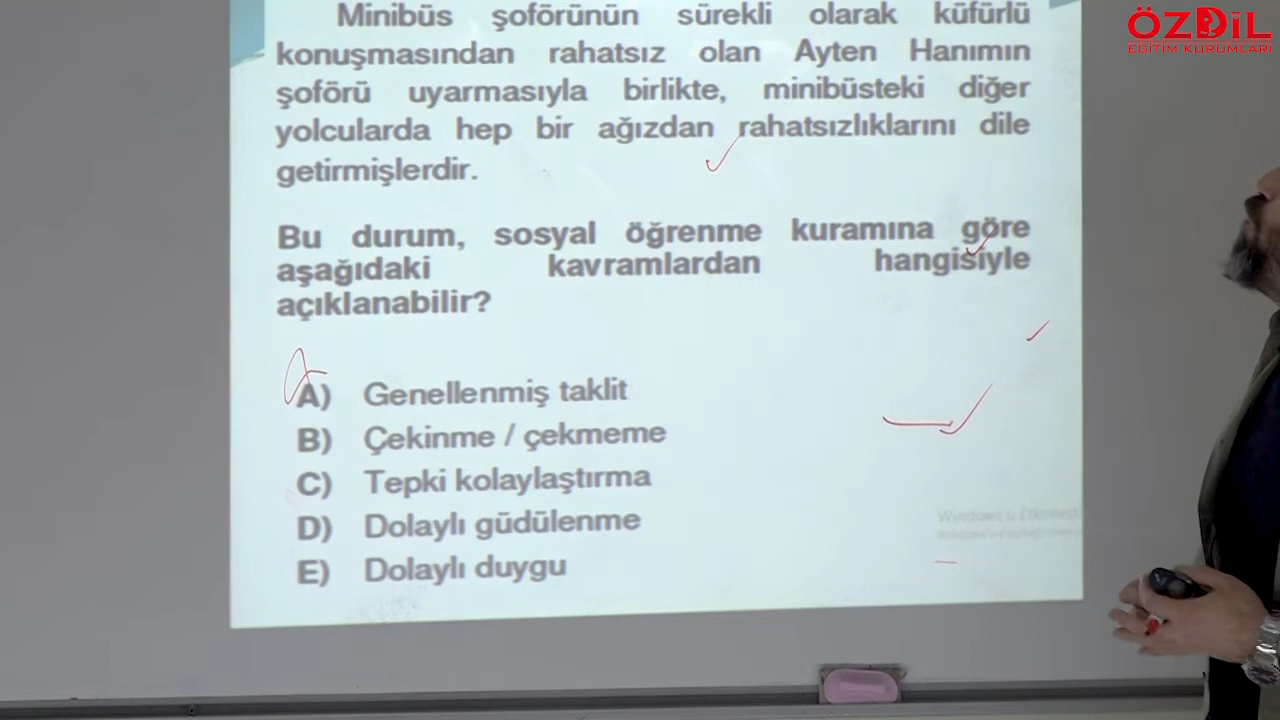 ÖZDİL
EĞİTİM KURUMLARI
Minibüs şoförünün sürekli olarak küfürlü
konuşmasından rahatsız olan Ayten Hanımın
şoförü uyarmasıyla birlikte, minibüsteki diğer
yolcularda hep bir ağızdan rahatsızlıklarını dile
getirmişlerdir.
Bu durum, sosyal öğrenme kuramına göre
aşağıdaki kavramlardan hangisiyle
açıklanabilir?
A) Genellenmiş taklit
B) Çekinme / çekmeme
C) Tepki kolaylaştırma
D) Dolaylı güdülenme
E) Dolaylı duygu